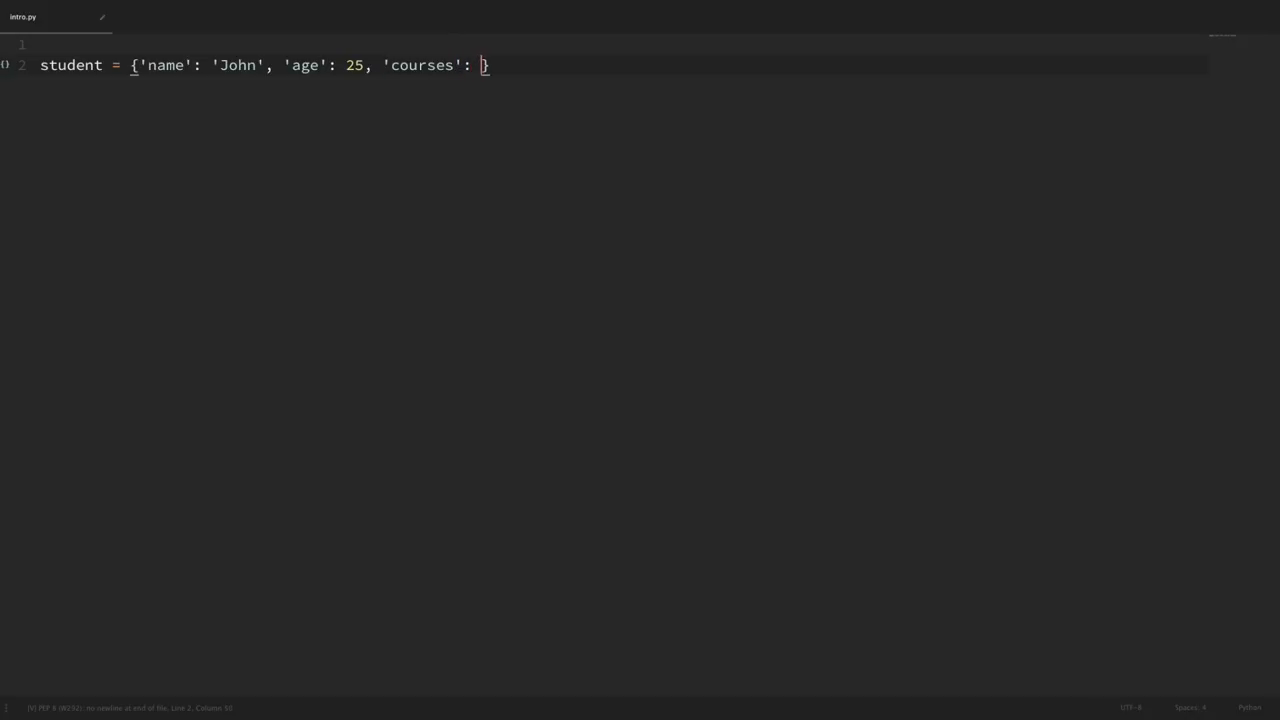 intro.py
1
{} 2 student = {'name': 'John', 'age': 25, 'courses': }
[V] PEP 8 (W292): no newline at end of file, Line 2, Column 50 UTF-8 Spaces: 4 Python